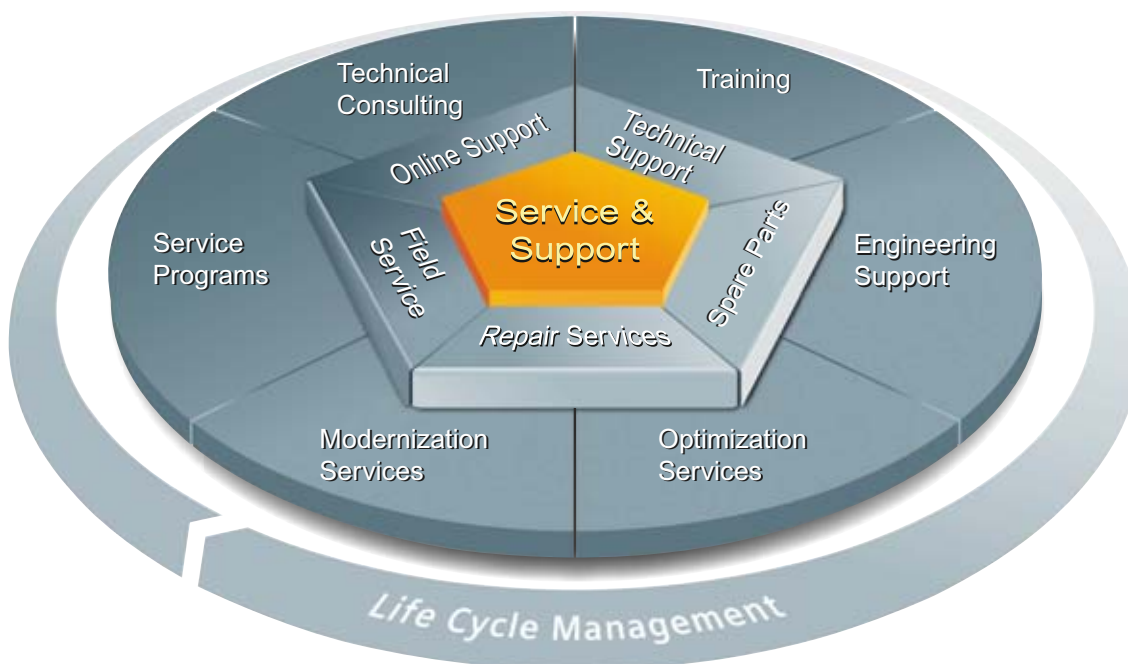 Technical
Consulting
Training
Online Support
Technical
Support
Service &
Support
Field
Service
Spare Parts
Service
Programs
Engineering
Support
Repair Services
Modernization
Services
Optimization
Services
Life Cycle Management